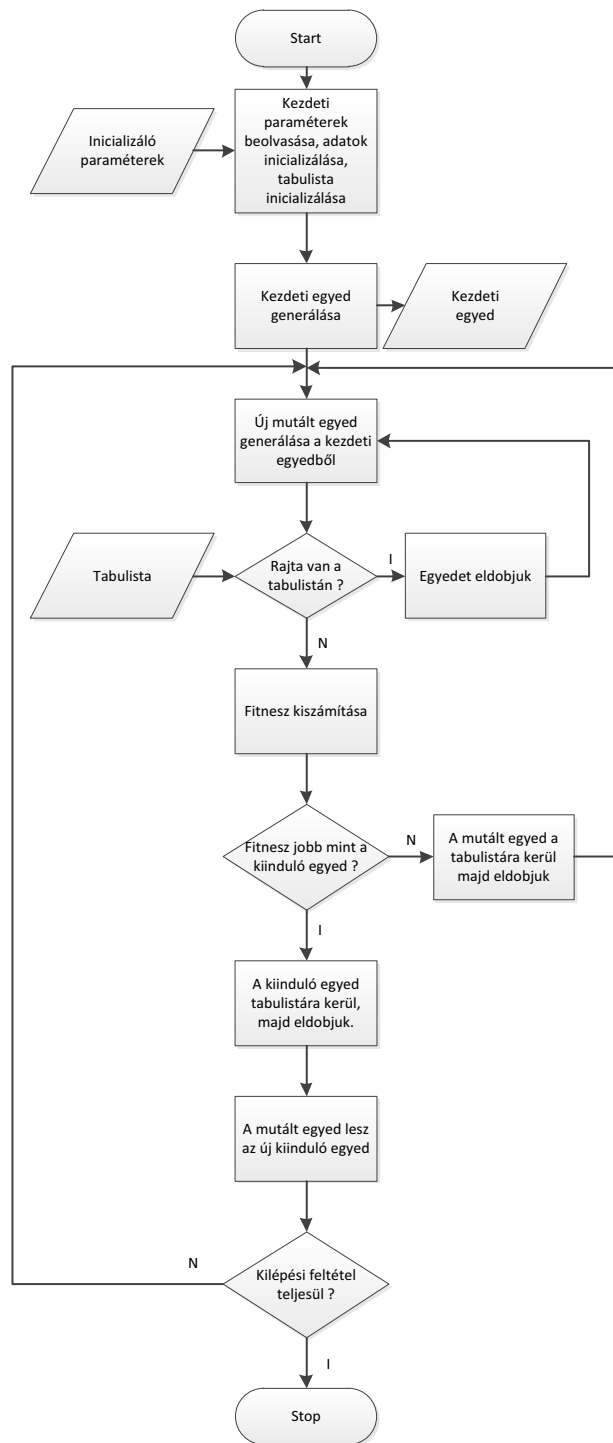 Start
Kezdeti
paraméterek
beolvasása, adatok
inicializálása,
tabulista
inicializálása
Inicializáló
paraméterek
Kezdeti egyed
generálása
Kezdeti
egyed
Új mutált egyed
generálása a kezdeti
egyedből
Tabulista
Rajta van a
tabulistán ?
I
Egyedet eldobjuk
N
Fitnesz kiszámítása
Fitnesz jobb mint a
kiinduló egyed ?
N
A mutált egyed a
tabulistára kerül
majd eldobjuk
I
A kiinduló egyed
tabulistára kerül,
majd eldobjuk.
A mutált egyed lesz
az új kiinduló egyed
N
Kilépési feltétel
teljesül ?
I
Stop